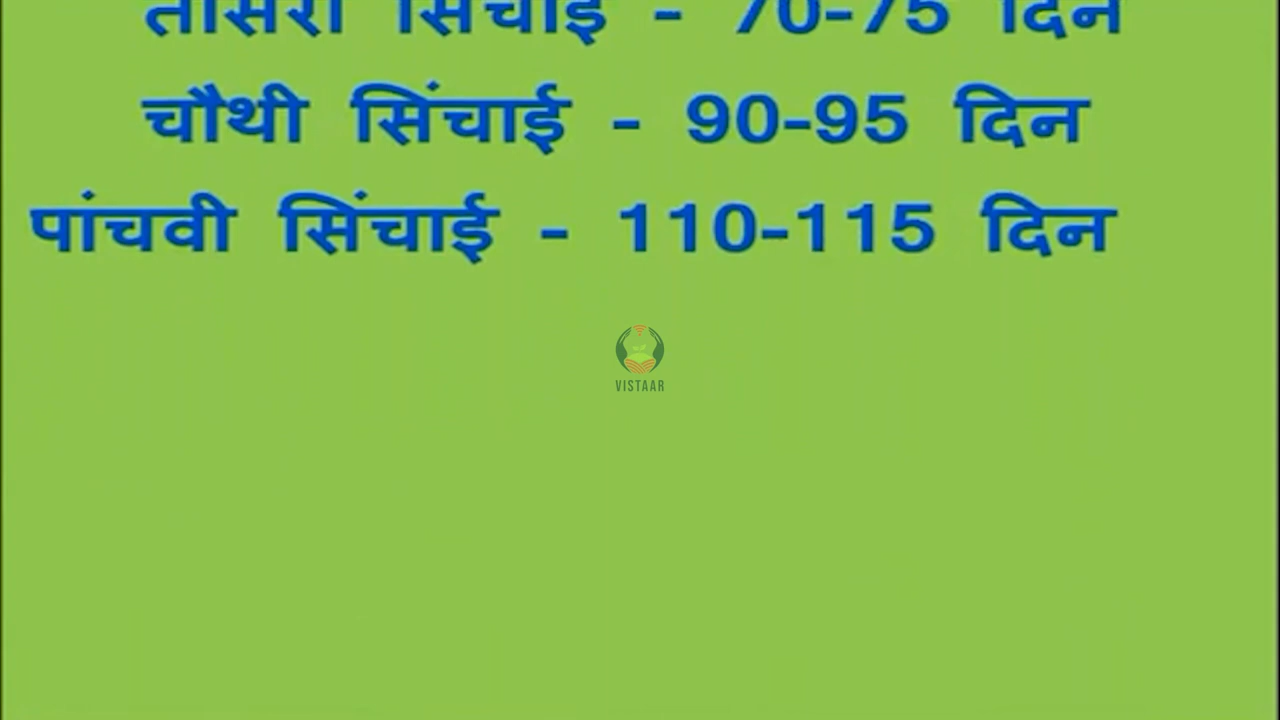 तीसरी सिंचाई - 70-75 दिन
चौथी सिंचाई - 90-95 दिन
पांचवी सिंचाई - 110-115 दिन
VISTAAR